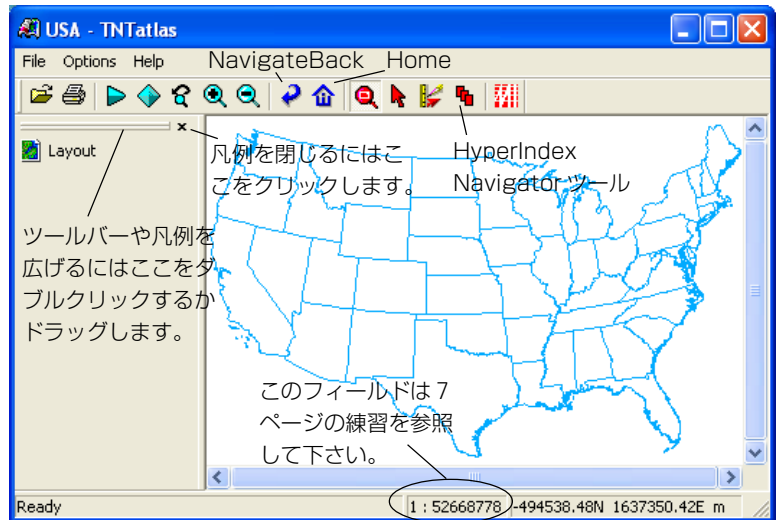 USA - TNTatlas
File Options Help
NavigateBack Home
Layout
凡例を閉じるにはこ
こをクリックします。
HyperIndex
Navigator ツール
ツールバーや凡例を
広げるにはここをダ
ブルクリックするか
ドラッグします。
このフィールドは７
ページの練習を参照
して下さい。
Ready
1 : 52668778 -494538.48N 1637350.42E m